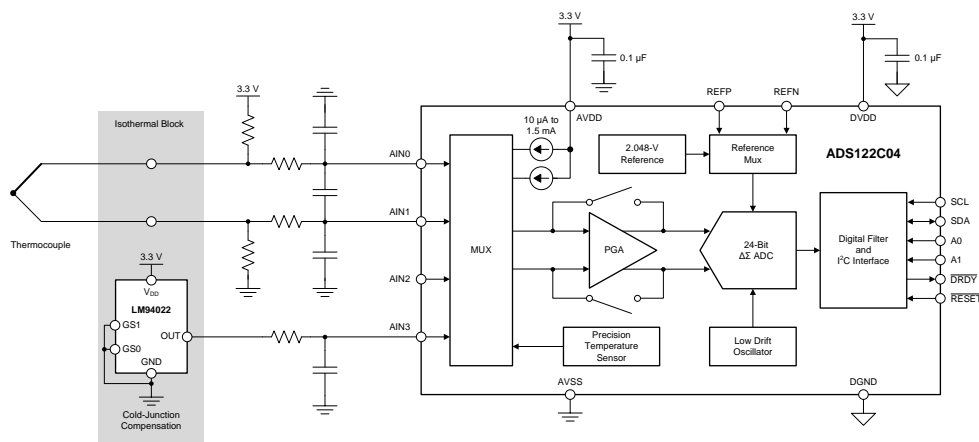 3.3 V
3.3 V
0.1 µF
0.1 µF
3.3 V
REFP
REFN
Isothermal Block
AVDD
DVDD
10 µA to
1.5 mA
2.048-V
Reference
Reference
Mux
ADS122C04
AIN0
AIN1
AIN2
AIN3
MUX
PGA
24-Bit
ΔΣ ADC
Digital Filter
and
I²C Interface
SCL
SDA
A0
A1
DRDY
RESET
Thermocouple
3.3 V
VDD
LM94022
GS1
GS0
OUT
GND
Precision
Temperature
Sensor
Low Drift
Oscillator
AVSS
DGND
Cold-Junction
Compensation